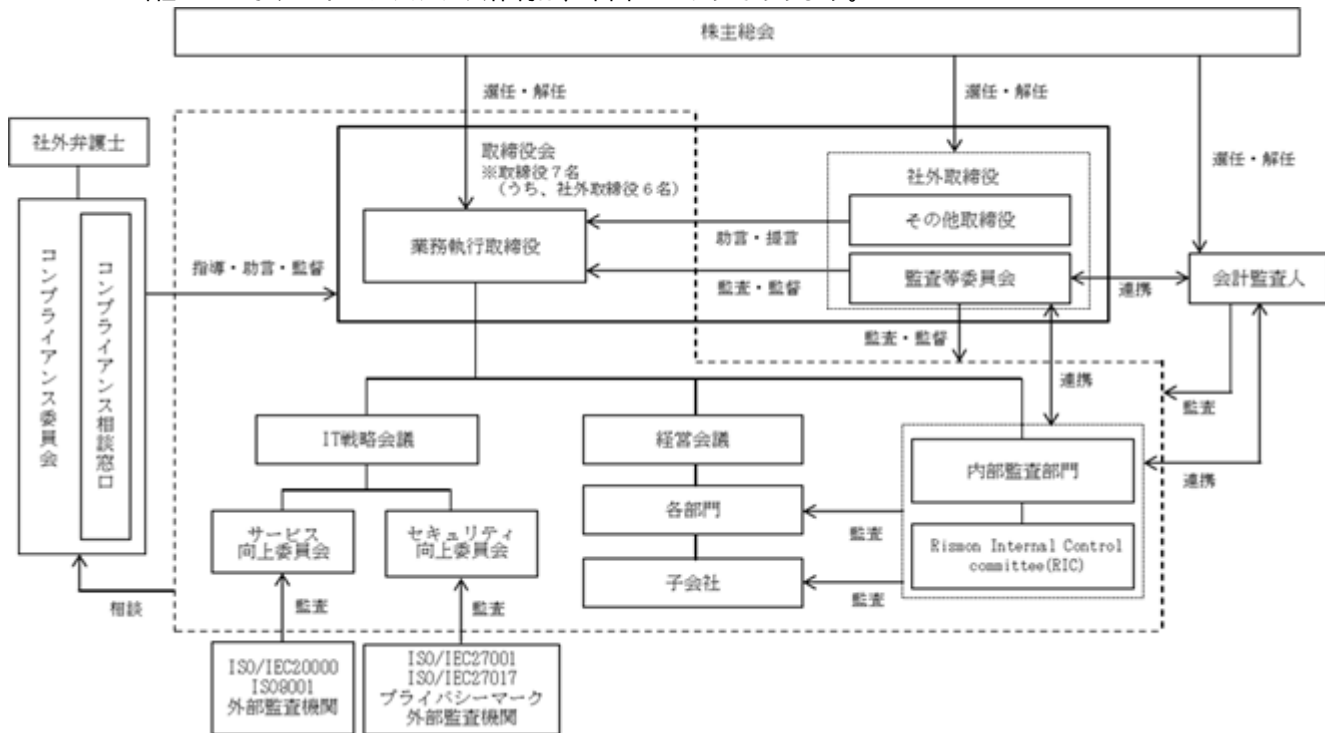 株主総会
選任・解任
選任・解任
選任・解任
社外弁護士
コンプライアンス委員会
コンプライアンス相談窓口
指導・助言・監督
相談
取締役会
※取締役7名
(うち、社外取締役6名)
業務執行取締役
社外取締役
その他取締役
助言・提言
監査等委員会
監査・監督
連携
会計監査人
監査・監督
連携
監査
連携
IT戦略会議
経営会議
内部監査部門
サービス
向上委員会
セキュリティ
向上委員会
各部門
監査
Rismon Internal Control
committee(RIC)
子会社
監査
監査
監査
ISO/IEC20000
ISO9001
外部監査機関
ISO/IEC27001
ISO/IEC27017
プライバシーマーク
外部監査機関